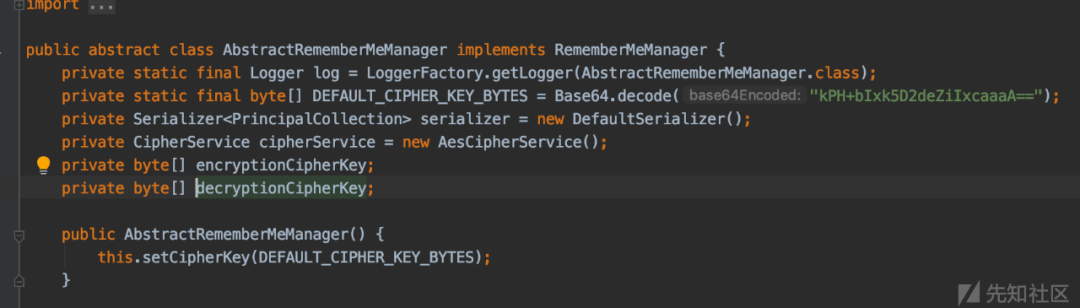 import ...
public abstract class AbstractRememberMeManager implements RememberMeManager {
private static final Logger log = LoggerFactory.getLogger(AbstractRememberMeManager.class);
private static final byte[] DEFAULT_CIPHER_KEY_BYTES = Base64.decode( base64Encoded: "kPH+bIxk5D2deZiIxcaaaA==");
private Serializer<PrincipalCollection> serializer = new DefaultSerializer();
private CipherService cipherService = new AesCipherService();
private byte[] encryptionCipherKey;
private byte[] decryptionCipherKey;
public AbstractRememberMeManager() {
this.setCipherKey(DEFAULT_CIPHER_KEY_BYTES);
}
先知社区